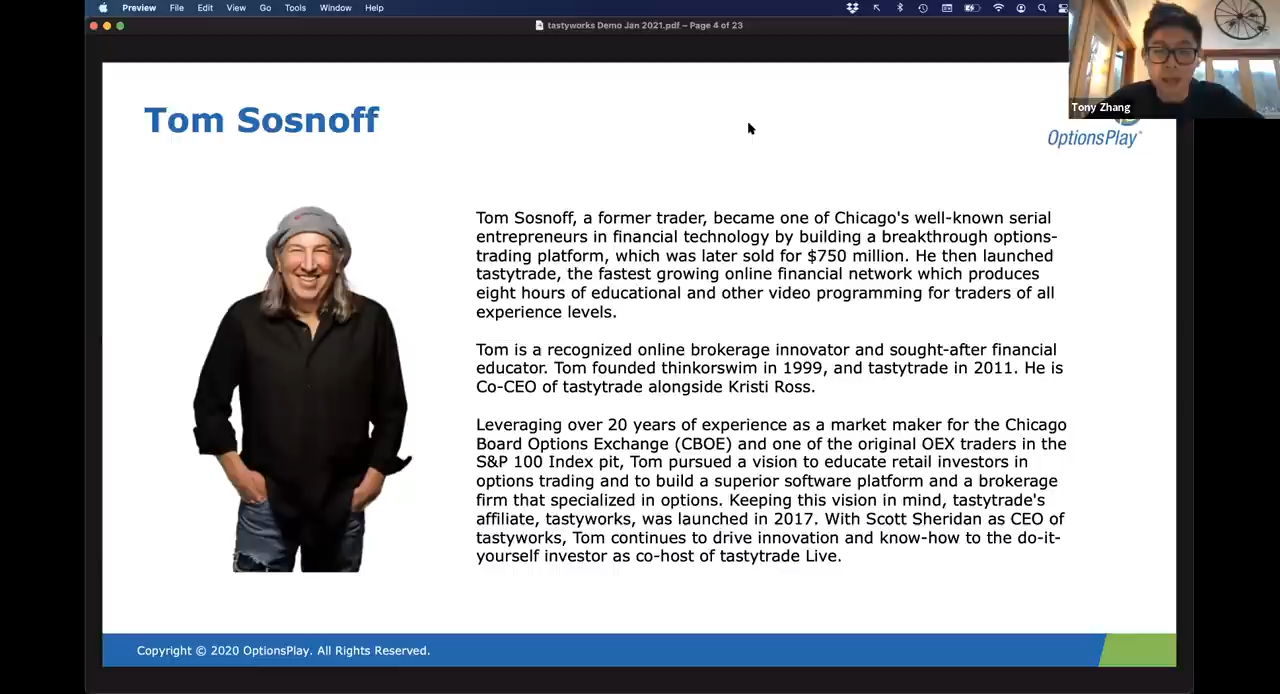 Preview File Edit View Go Tools Window Help
tastyworks Demo Jan 2021.pdf – Page 4 of 23
Tony Zhang
Tom Sosnoff
OptionsPlay
Tom Sosnoff, a former trader, became one of Chicago's well-known serial
entrepreneurs in financial technology by building a breakthrough options-
trading platform, which was later sold for $750 million. He then launched
tastytrade, the fastest growing online financial network which produces
eight hours of educational and other video programming for traders of all
experience levels.
Tom is a recognized online brokerage innovator and sought-after financial
educator. Tom founded thinkorswim in 1999, and tastytrade in 2011. He is
Co-CEO of tastytrade alongside Kristi Ross.
Leveraging over 20 years of experience as a market maker for the Chicago
Board Options Exchange (CBOE) and one of the original OEX traders in the
S&P 100 Index pit, Tom pursued a vision to educate retail investors in
options trading and to build a superior software platform and a brokerage
firm that specialized in options. Keeping this vision in mind, tastytrade's
affiliate, tastyworks, was launched in 2017. With Scott Sheridan as CEO of
tastyworks, Tom continues to drive innovation and know-how to the do-it-
yourself investor as co-host of tastytrade Live.
Copyright © 2020 OptionsPlay. All Rights Reserved.